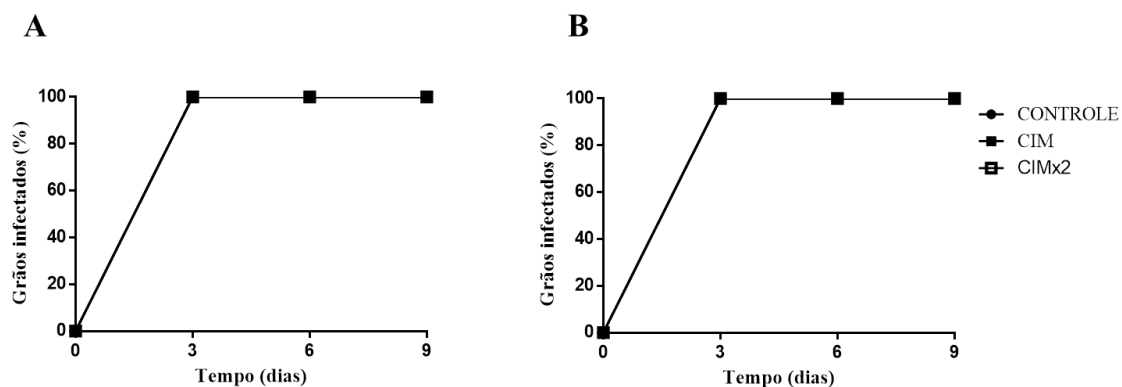 A
B
Grãos infectados (%)
100
80
60
40
20
0
0 3 6 9
Tempo (dias)
Grãos infectados (%)
100
80
60
40
20
0
0 3 6 9
Tempo (dias)
CONTROLE
CIM
CIMx2